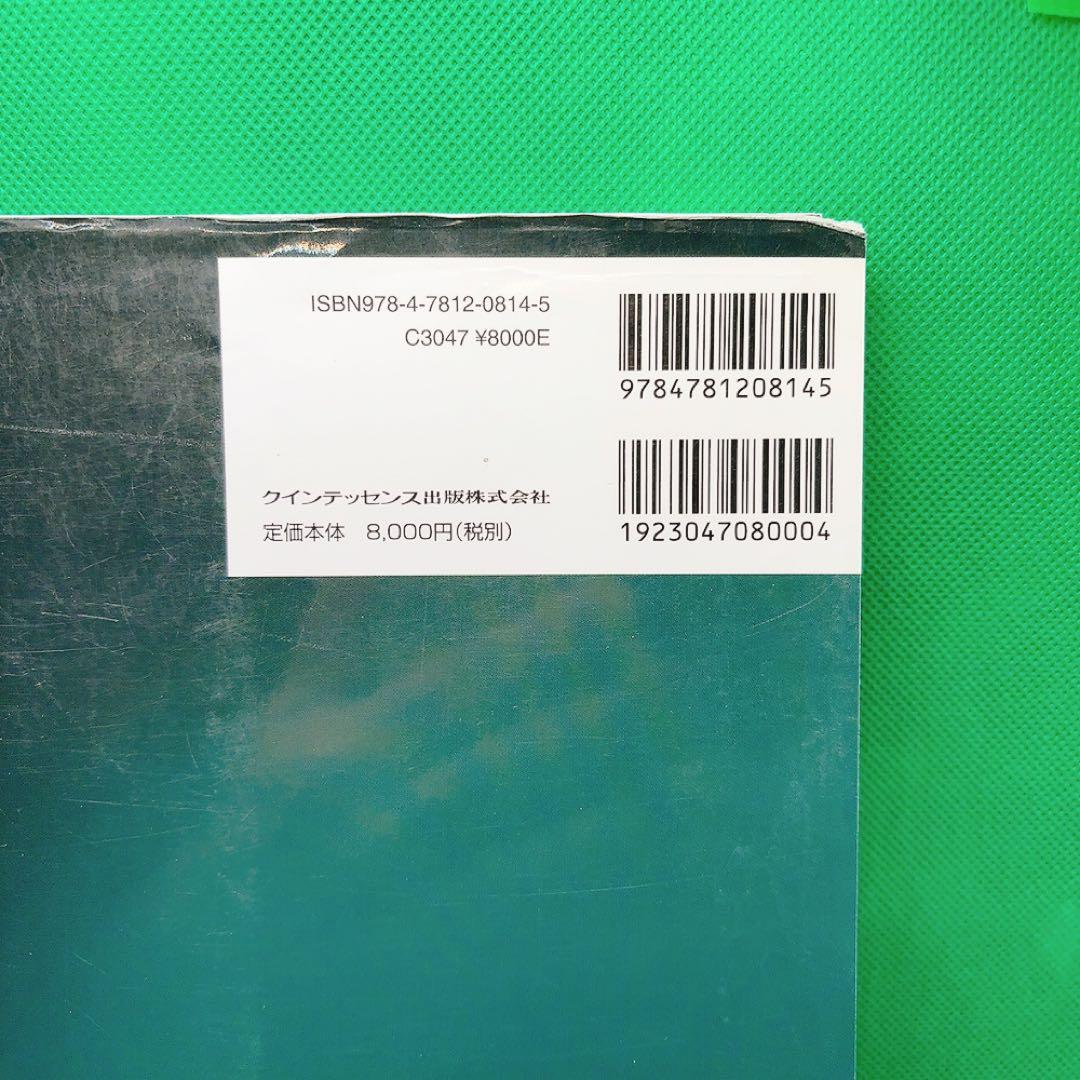 ISBN978-4-7812-0814-5
C3047 ¥8000E
クインテッセンス出版株式会社
定価本体 8,000円(税別)
9784781208145
1923047080004